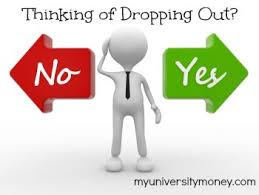 Thinking of Dropping Out?
No
Yes
myuniversitymoney.com